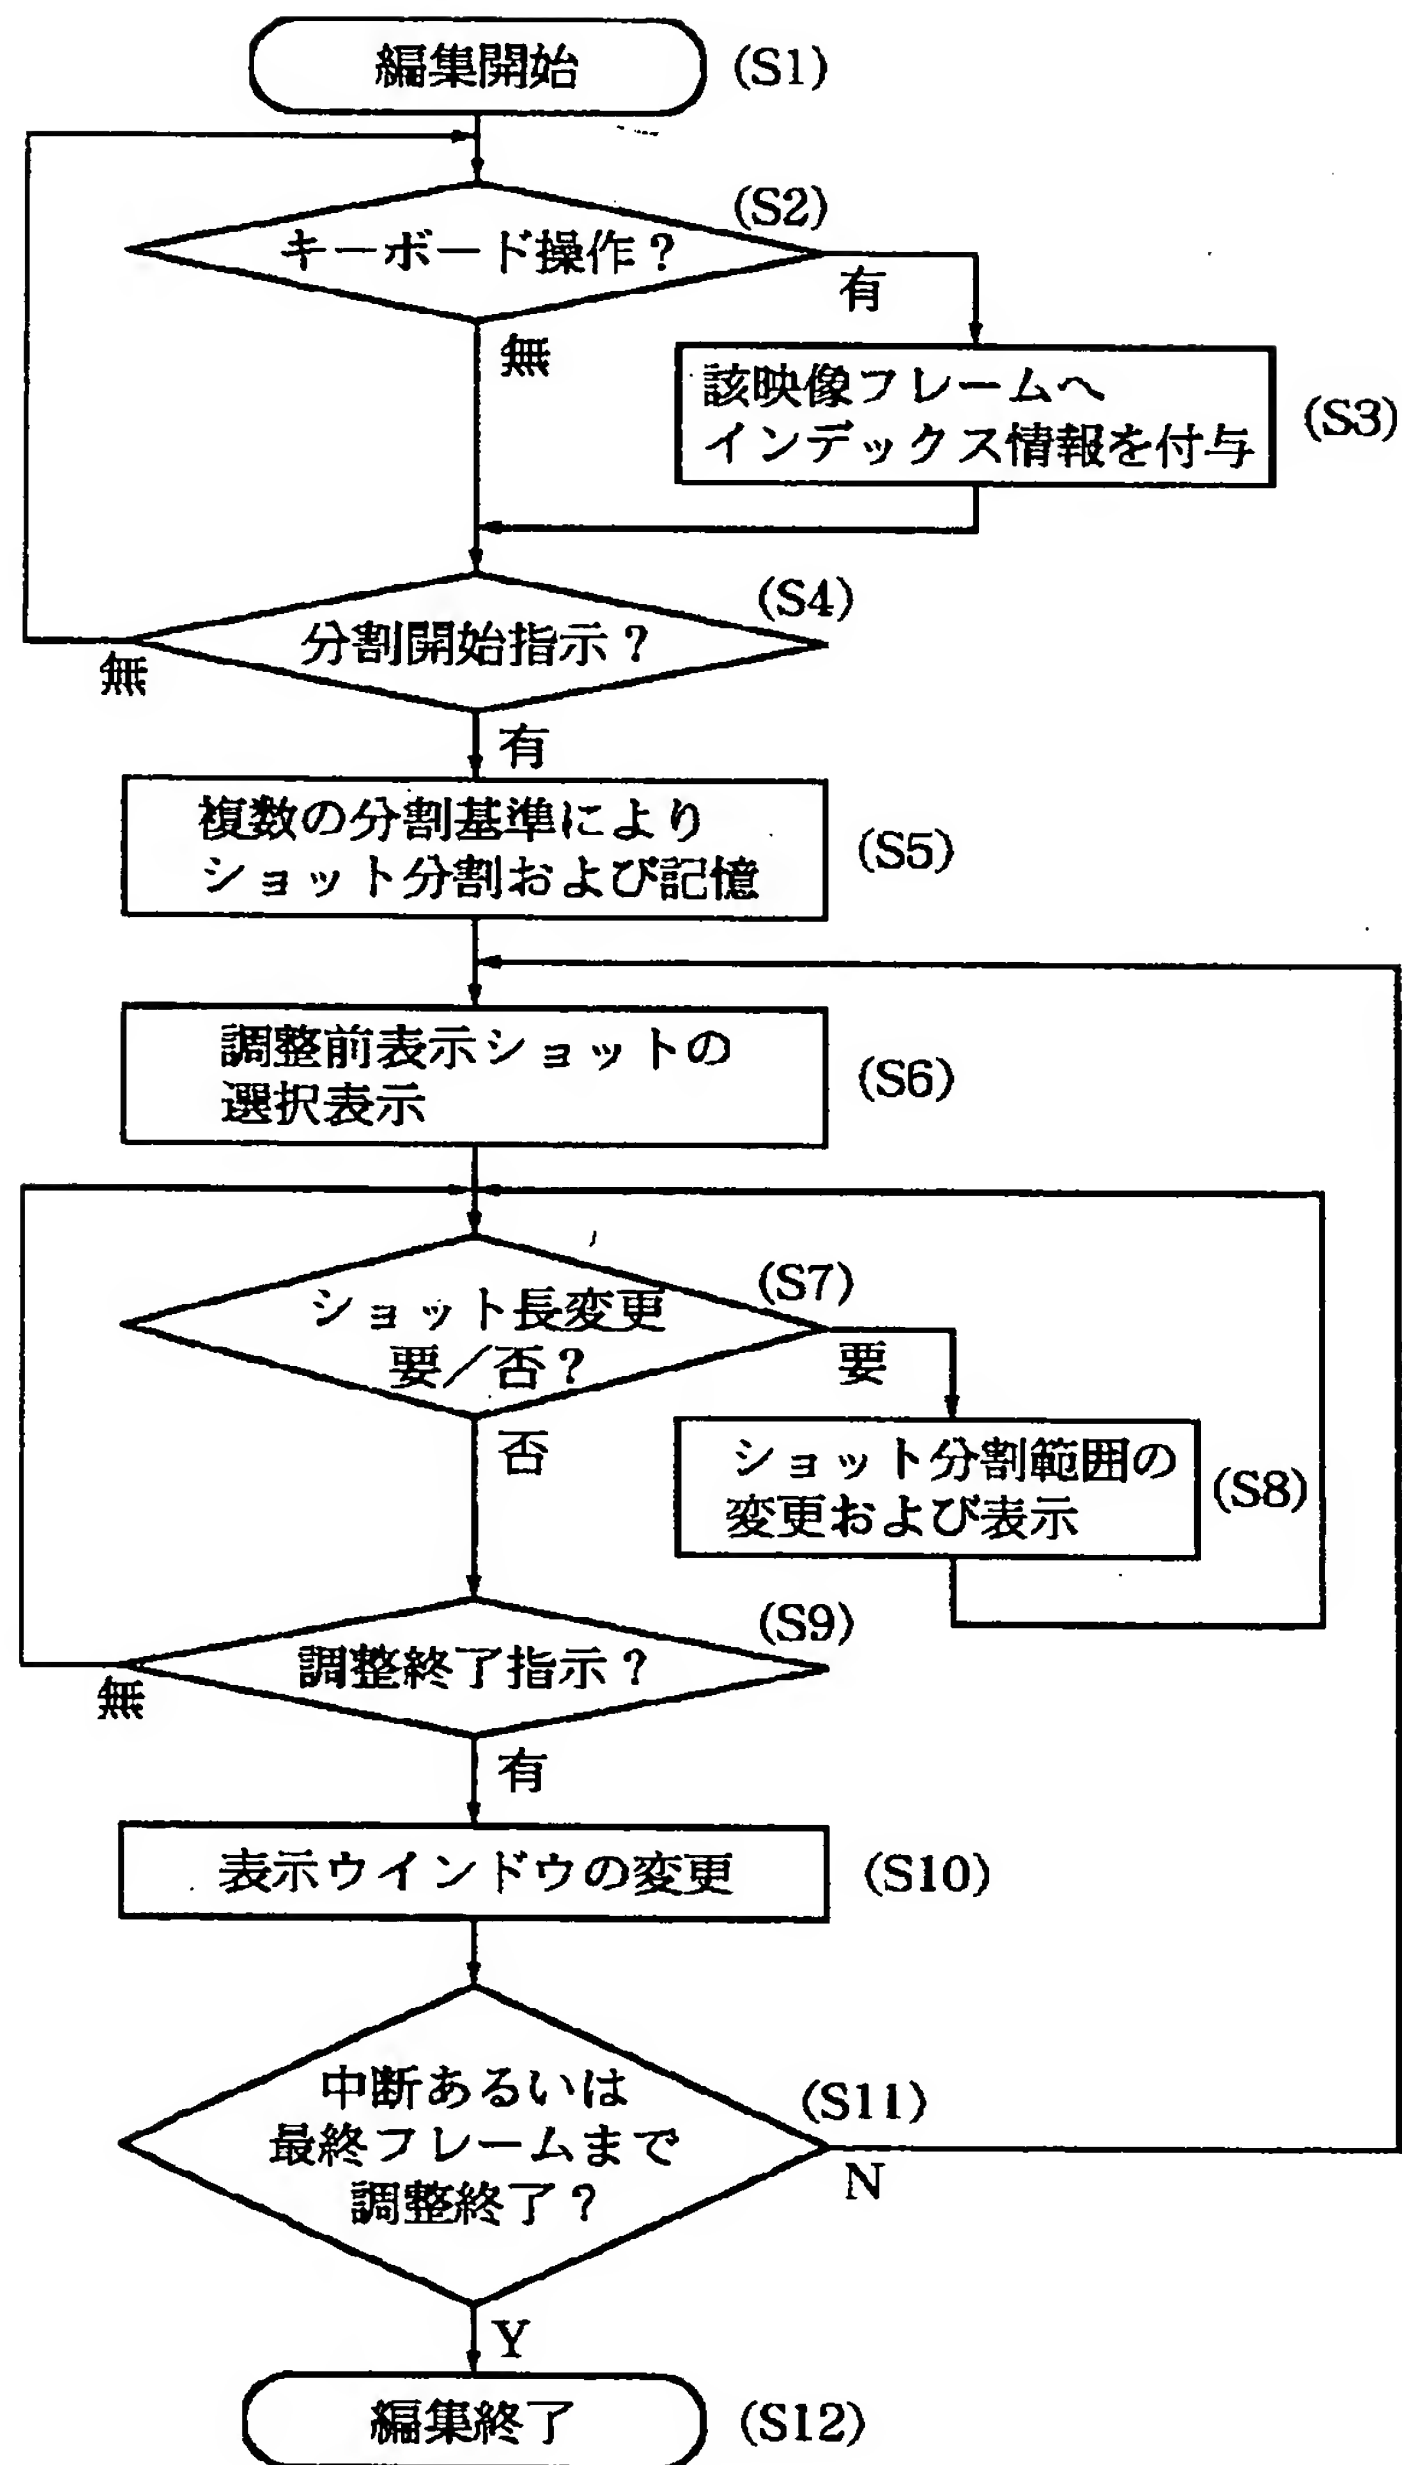 編集開始 (S1)
キーボード操作? (S2)
有
無
該映像フレームへ
インデックス情報を付与 (S3)
分割開始指示? (S4)
無
有
複数の分割基準により
ショット分割および記憶 (S5)
調整前表示ショットの
選択表示 (S6)
ショット長変更
要/否? (S7)
要
否
ショット分割範囲の
変更および表示 (S8)
調整終了指示? (S9)
無
有
表示ウインドウの変更 (S10)
中断あるいは
最終フレームまで
調整終了? (S11)
N
Y
編集終了 (S12)